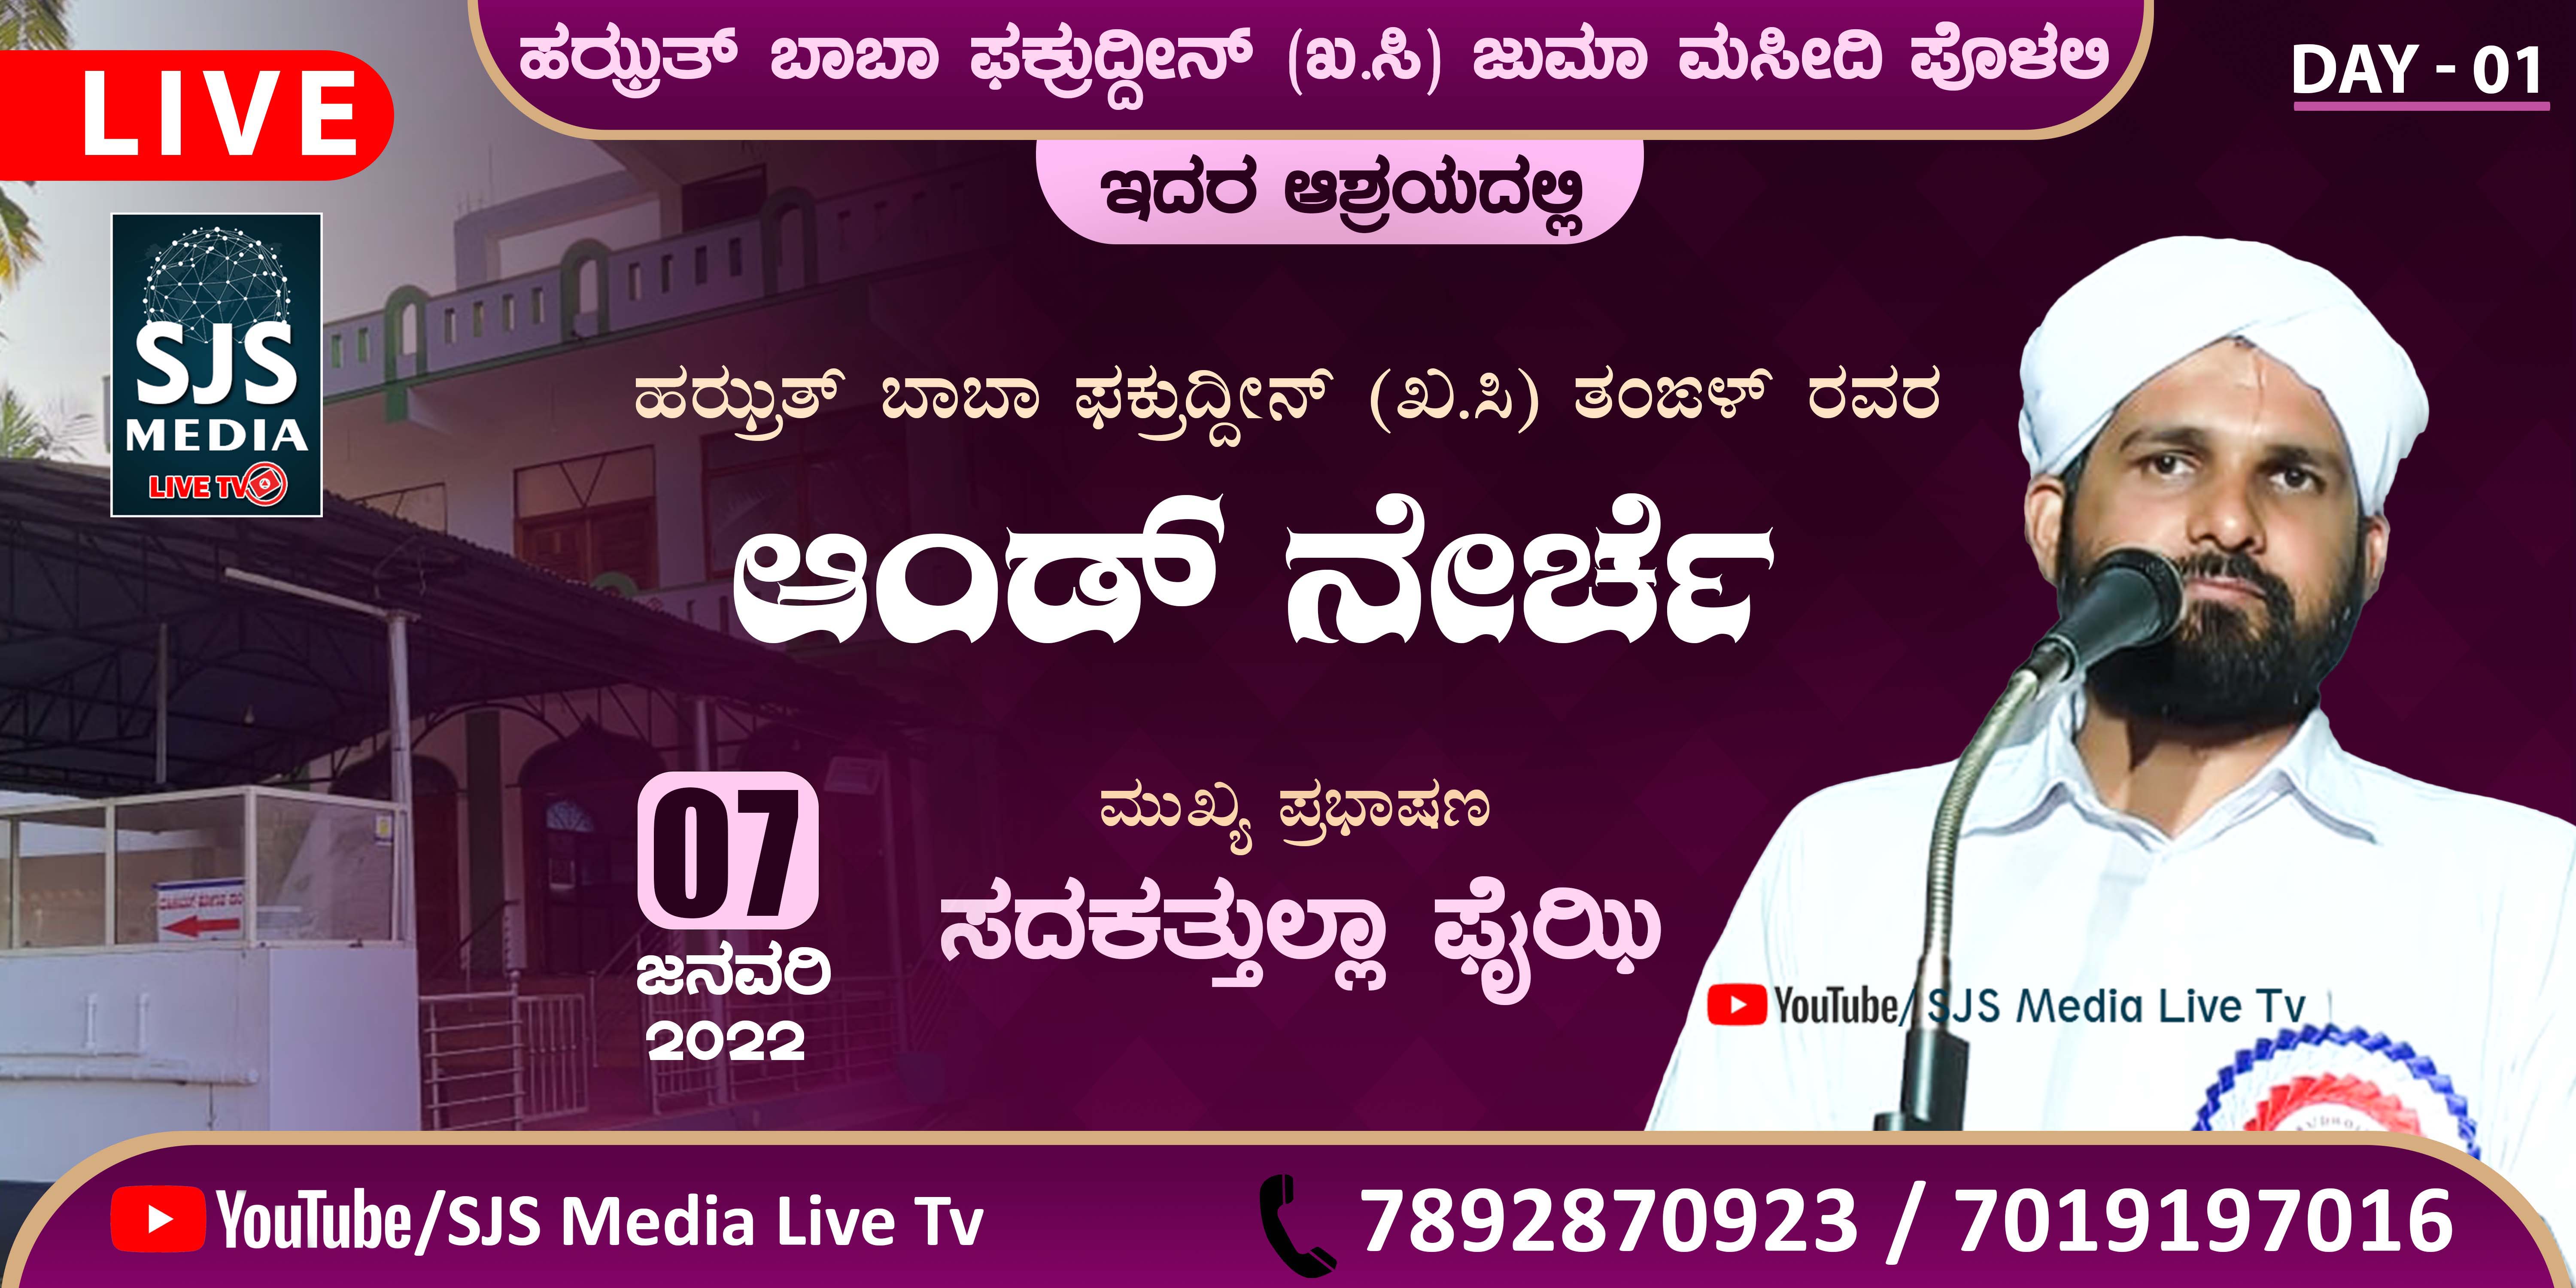 ಹಝ್ರತ್ ಬಾಬಾ ಫಕ್ರುದ್ದೀನ್ (ಖ.ಸಿ) ಜುಮಾ ಮಸೀದಿ ಪೊಳಲಿ
DAY - 01
LIVE
ಇದರ ಆಶ್ರಯದಲ್ಲಿ
SJS
MEDIA
LIVE TV
ಹಝ್ರತ್ ಬಾಬಾ ಫಕ್ರುದ್ದೀನ್ (ಖ.ಸಿ) ತಂಙಳ್ ರವರ
ಆಂಡ್ ನೇರ್ಚೆ
07
ಜನವರಿ
2022
ಮುಖ್ಯ ಪ್ರಭಾಷಣ
ಸದಕತ್ತುಲ್ಲಾ ಫೈಝಿ
YouTube/ SJS Media Live Tv
YouTube/SJS Media Live Tv
7892870923 / 7019197016